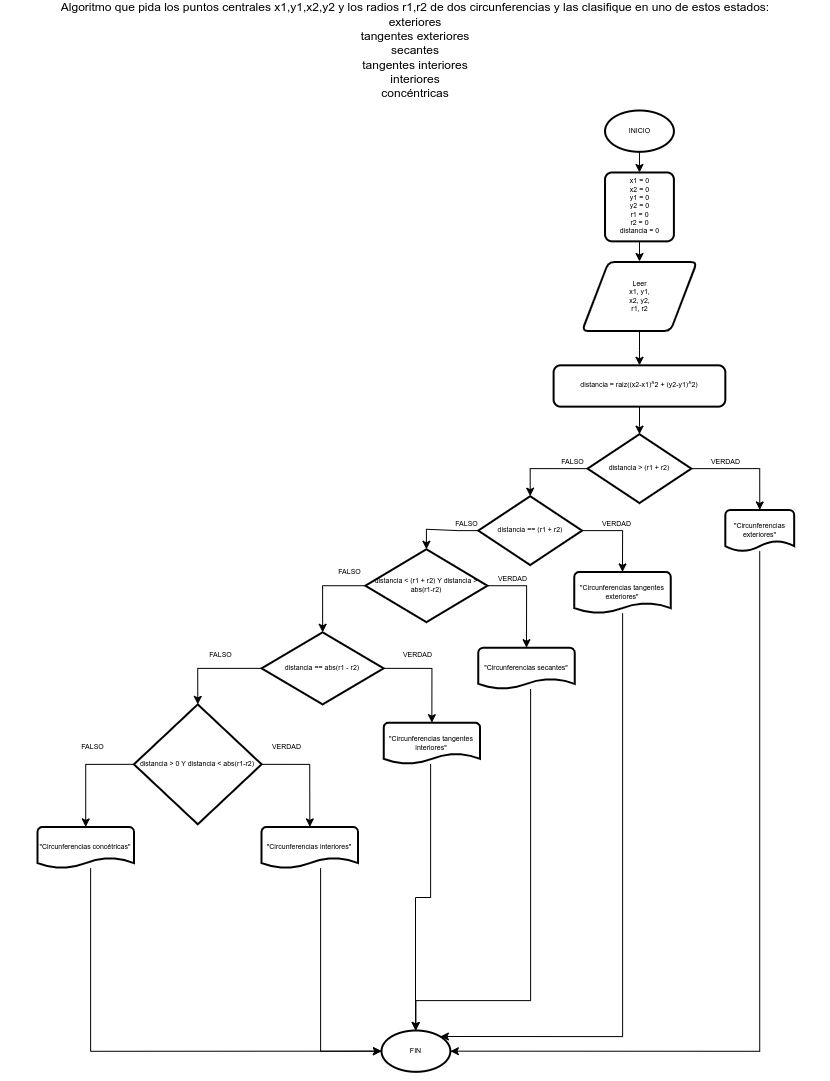 Algoritmo que pida los puntos centrales x1,y1,x2,y2 y los radios r1,r2 de dos circunferencias y las clasifique en uno de estos estados:
exteriores
tangentes exteriores
secantes
tangentes interiores
interiores
concéntricas
INICIO
x1 = 0
x2 = 0
y1 = 0
y2 = 0
r1 = 0
r2 = 0
distancia = 0
Leer
x1, y1,
x2, y2,
r1, r2
distancia = raiz((x2-x1)^2 + (y2-y1)^2)
distancia > (r1 + r2)
FALSO
VERDAD
"Circunferencias
exteriores"
distancia == (r1 + r2)
FALSO
VERDAD
"Circunferencias tangentes
exteriores"
distancia < (r1 + r2) Y distancia >
abs(r1-r2)
FALSO
VERDAD
"Circunferencias secantes"
distancia == abs(r1 - r2)
FALSO
VERDAD
"Circunferencias tangentes
interiores"
distancia > 0 Y distancia < abs(r1-r2)
FALSO
VERDAD
"Circunferencias concétricas"
"Circunferencias interiores"
FIN